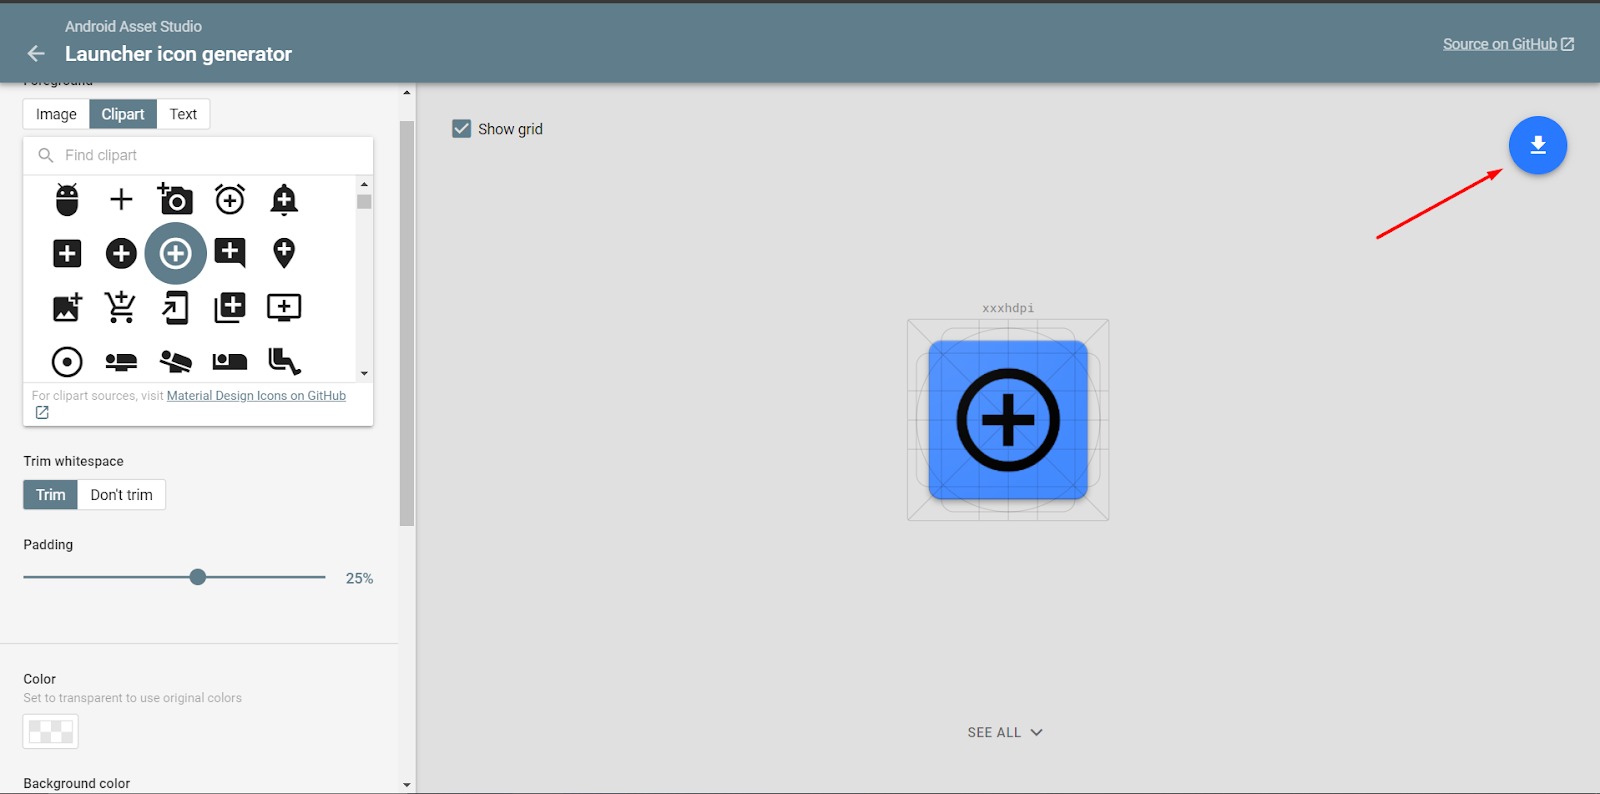 Android Asset Studio
Launcher icon generator
Source on GitHub
Foreground
Image Clipart Text
Find clipart
For clipart sources, visit Material Design Icons on GitHub
Trim whitespace
Trim Don't trim
Padding
25%
Color
Set to transparent to use original colors
Background color
Show grid
xxxhdpi
SEE ALL